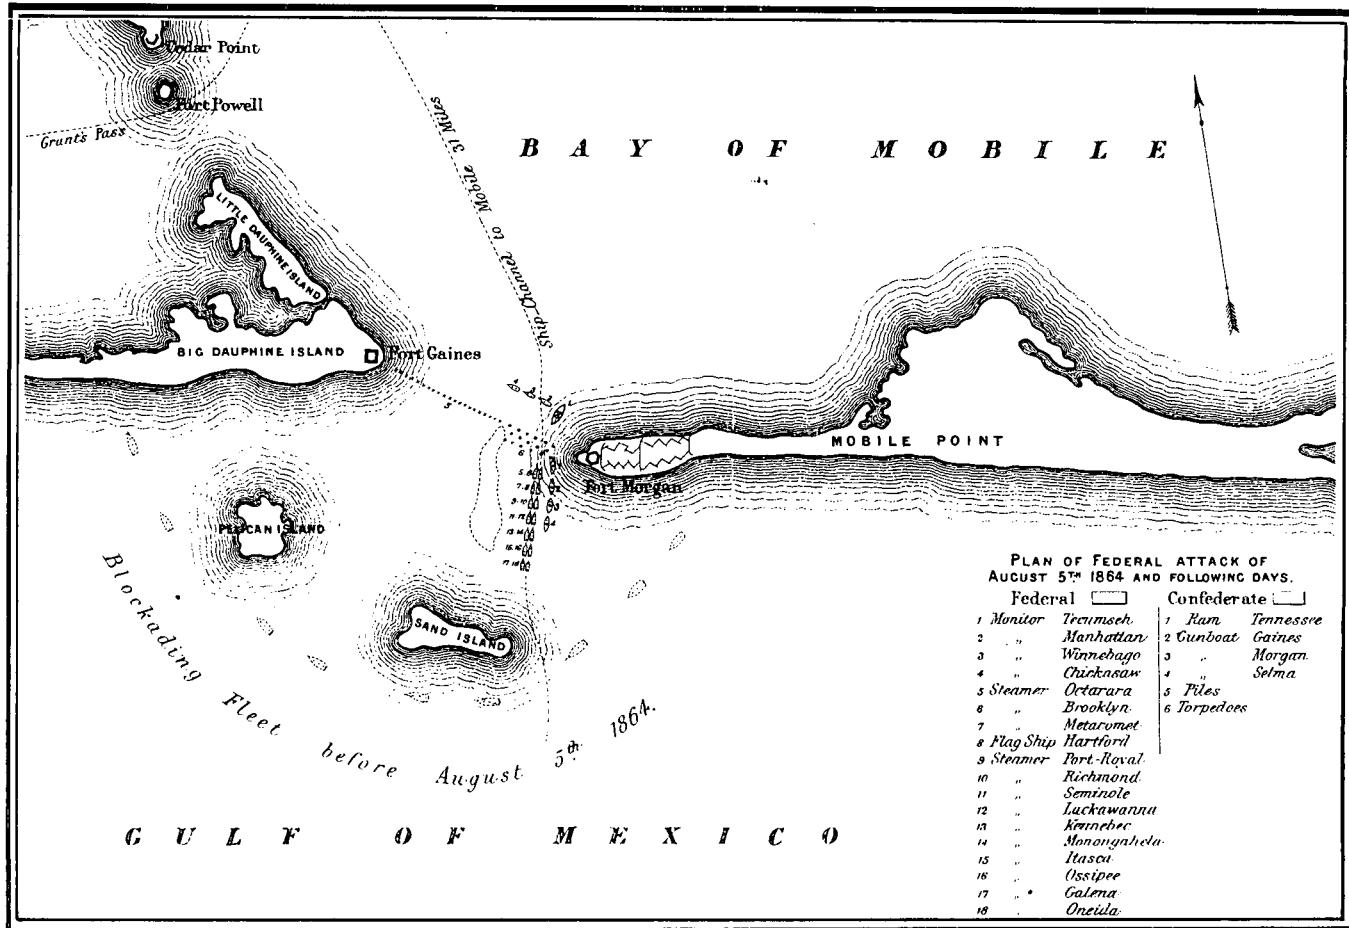 Cedar Point
Fort Powell
Grant's Pass
Ship Channel to Mobile 31 Miles
BAY OF MOBILE
LITTLE DAUPHINE ISLAND
BIG DAUPHINE ISLAND
Fort Gaines
5
MOBILE POINT
Fort Morgan
PELICAN ISLAND
SAND ISLAND
Blockading Fleet before August 5th. 1864.
GULF OF MEXICO
PLAN OF FEDERAL ATTACK OF
AUGUST 5TH 1864 AND FOLLOWING DAYS.
Federal Confederate
1 Monitor Tecumseh
2 „ Manhattan
3 „ Winnebago
4 „ Chickasaw
5 Steamer Octarara
6 „ Brooklyn
7 „ Metacomet
8 Flag Ship Hartford
9 Steamer Port-Royal
10 „ Richmond
11 „ Seminole
12 „ Lackawanna
13 „ Kennebec
14 „ Monongahela
15 „ Itasca
16 „ Ossipee
17 „ Galena
18 Oneida
1 Ram Tennessee
2 Gunboat Gaines
3 „ Morgan
4 „ Selma
5 Piles
6 Torpedoes